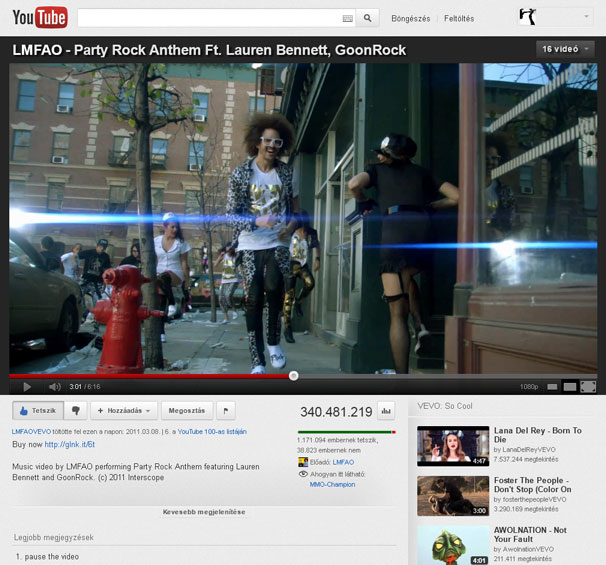 YouTube
Böngészés
Feltöltés
LMFAO - Party Rock Anthem Ft. Lauren Bennett, GoonRock
16 videó
3:01 / 6:16
1080p
Tetszik
+ Hozzáadás
Megosztás
340.481.219
LMFAOVEVO töltötte fel ezen a napon: 2011.03.08. | 6. a YouTube 100-as listáján
Buy now http://glnk.it/6t
Music video by LMFAO performing Party Rock Anthem featuring Lauren
Bennett and GoonRock. (c) 2011 Interscope
1.171.094 embernek tetszik,
38.823 embernek nem
Előadó: LMFAO
Ahogyan itt látható:
MMO-Champion
Kevesebb megjelenítése
Legjobb megjegyzések
1. pause the video
VEVO: So Cool
4:47
Lana Del Rey - Born To
Die
by LanaDelReyVEVO
7.537.244 megtekintés
3:00
Foster The People -
Don't Stop (Color On
by fosterthepeopleVEVO
3.290.169 megtekintés
4:01
AWOLNATION - Not
Your Fault
by AwolnationVEVO
211.411 megtekintés